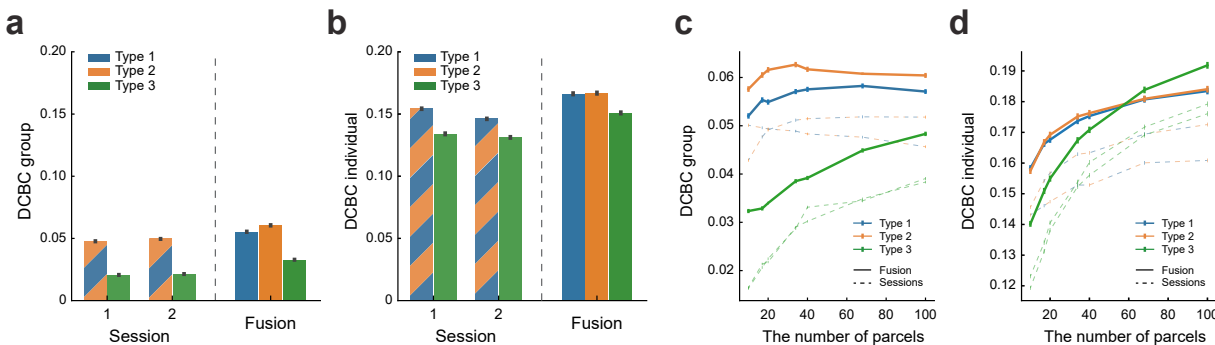 a
DCBC group
0.20
0.15
0.10
0.05
0
Type 1
Type 2
Type 3
1
2
Session
Fusion
b
DCBC individual
0.20
0.15
0.10
0.05
0
Type 1
Type 2
Type 3
1
2
Session
Fusion
c
DCBC group
0.06
0.05
0.04
0.03
0.02
Type 1
Type 2
Type 3
Fusion
Sessions
20 40 60 80 100
The number of parcels
d
DCBC individual
0.19
0.18
0.17
0.16
0.15
0.14
0.13
0.12
Type 1
Type 2
Type 3
Fusion
Sessions
20 40 60 80 100
The number of parcels